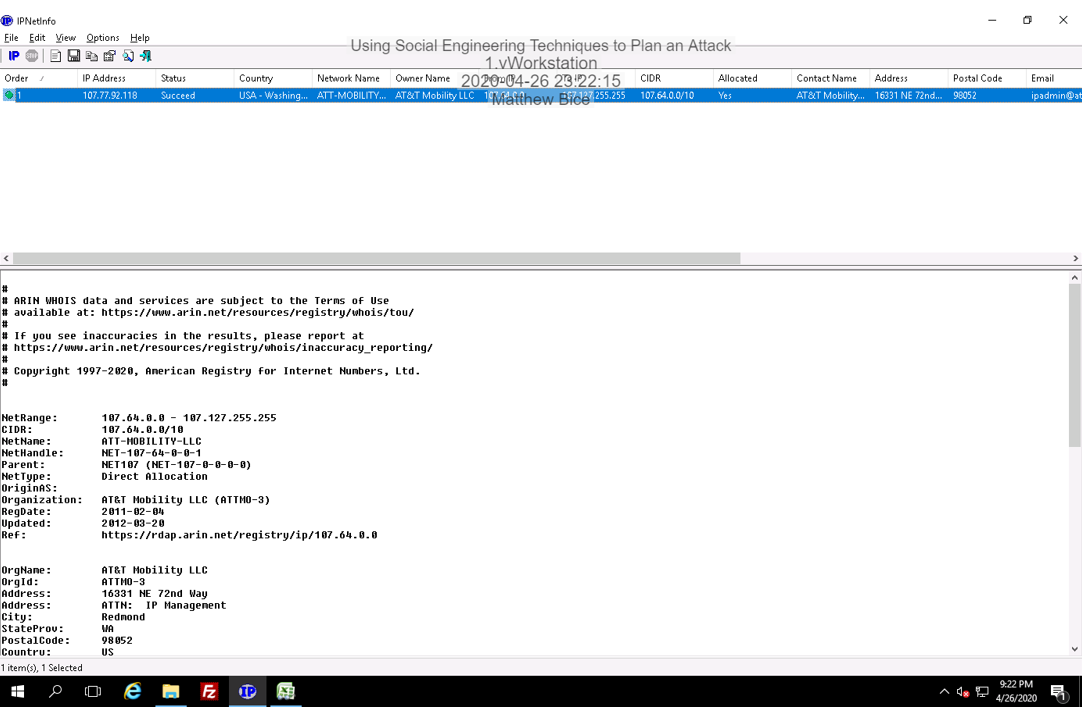 IPNetInfo
File Edit View Options Help
IP
Using Social Engineering Techniques to Plan an Attack
1.vWorkstation
2020-04-26 23:22:15
Matthew Bice
Order IP Address Status Country Network Name Owner Name From IP To IP CIDR Allocated Contact Name Address Postal Code Email
1 107.77.92.118 Succeed USA - Washing... ATT-MOBILITY... AT&T Mobility LLC 107.64.0.0 107.127.255.255 107.64.0.0/10 Yes AT&T Mobility... 16331 NE 72nd... 98052 ipadmin@at
#
# ARIN WHOIS data and services are subject to the Terms of Use
# available at: https://www.arin.net/resources/registry/whois/tou/
#
# If you see inaccuracies in the results, please report at
# https://www.arin.net/resources/registry/whois/inaccuracy_reporting/
#
# Copyright 1997-2020, American Registry for Internet Numbers, Ltd.
#
NetRange: 107.64.0.0 - 107.127.255.255
CIDR: 107.64.0.0/10
NetName: ATT-MOBILITY-LLC
NetHandle: NET-107-64-0-0-1
Parent: NET107 (NET-107-0-0-0-0)
NetType: Direct Allocation
OriginAS:
Organization: AT&T Mobility LLC (ATTMO-3)
RegDate: 2011-02-04
Updated: 2012-03-20
Ref: https://rdap.arin.net/registry/ip/107.64.0.0
OrgName: AT&T Mobility LLC
OrgId: ATTMO-3
Address: 16331 NE 72nd Way
Address: ATTN: IP Management
City: Redmond
StateProv: WA
PostalCode: 98052
Country: US
1 item(s), 1 Selected
9:22 PM
4/26/2020
1